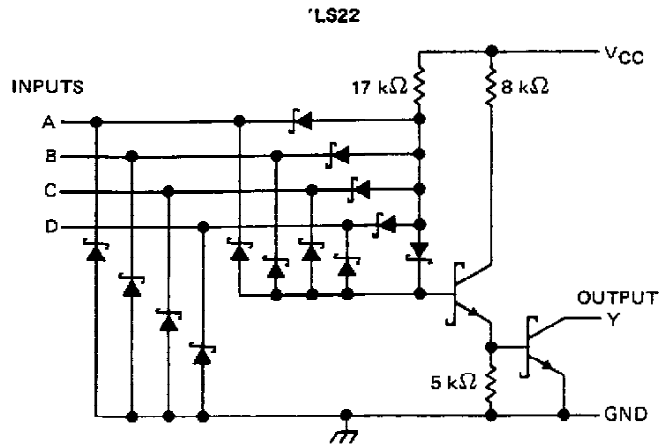 'LS22
VCC
17 kΩ
8 kΩ
INPUTS
A
B
C
D
OUTPUT
Y
5 kΩ
GND